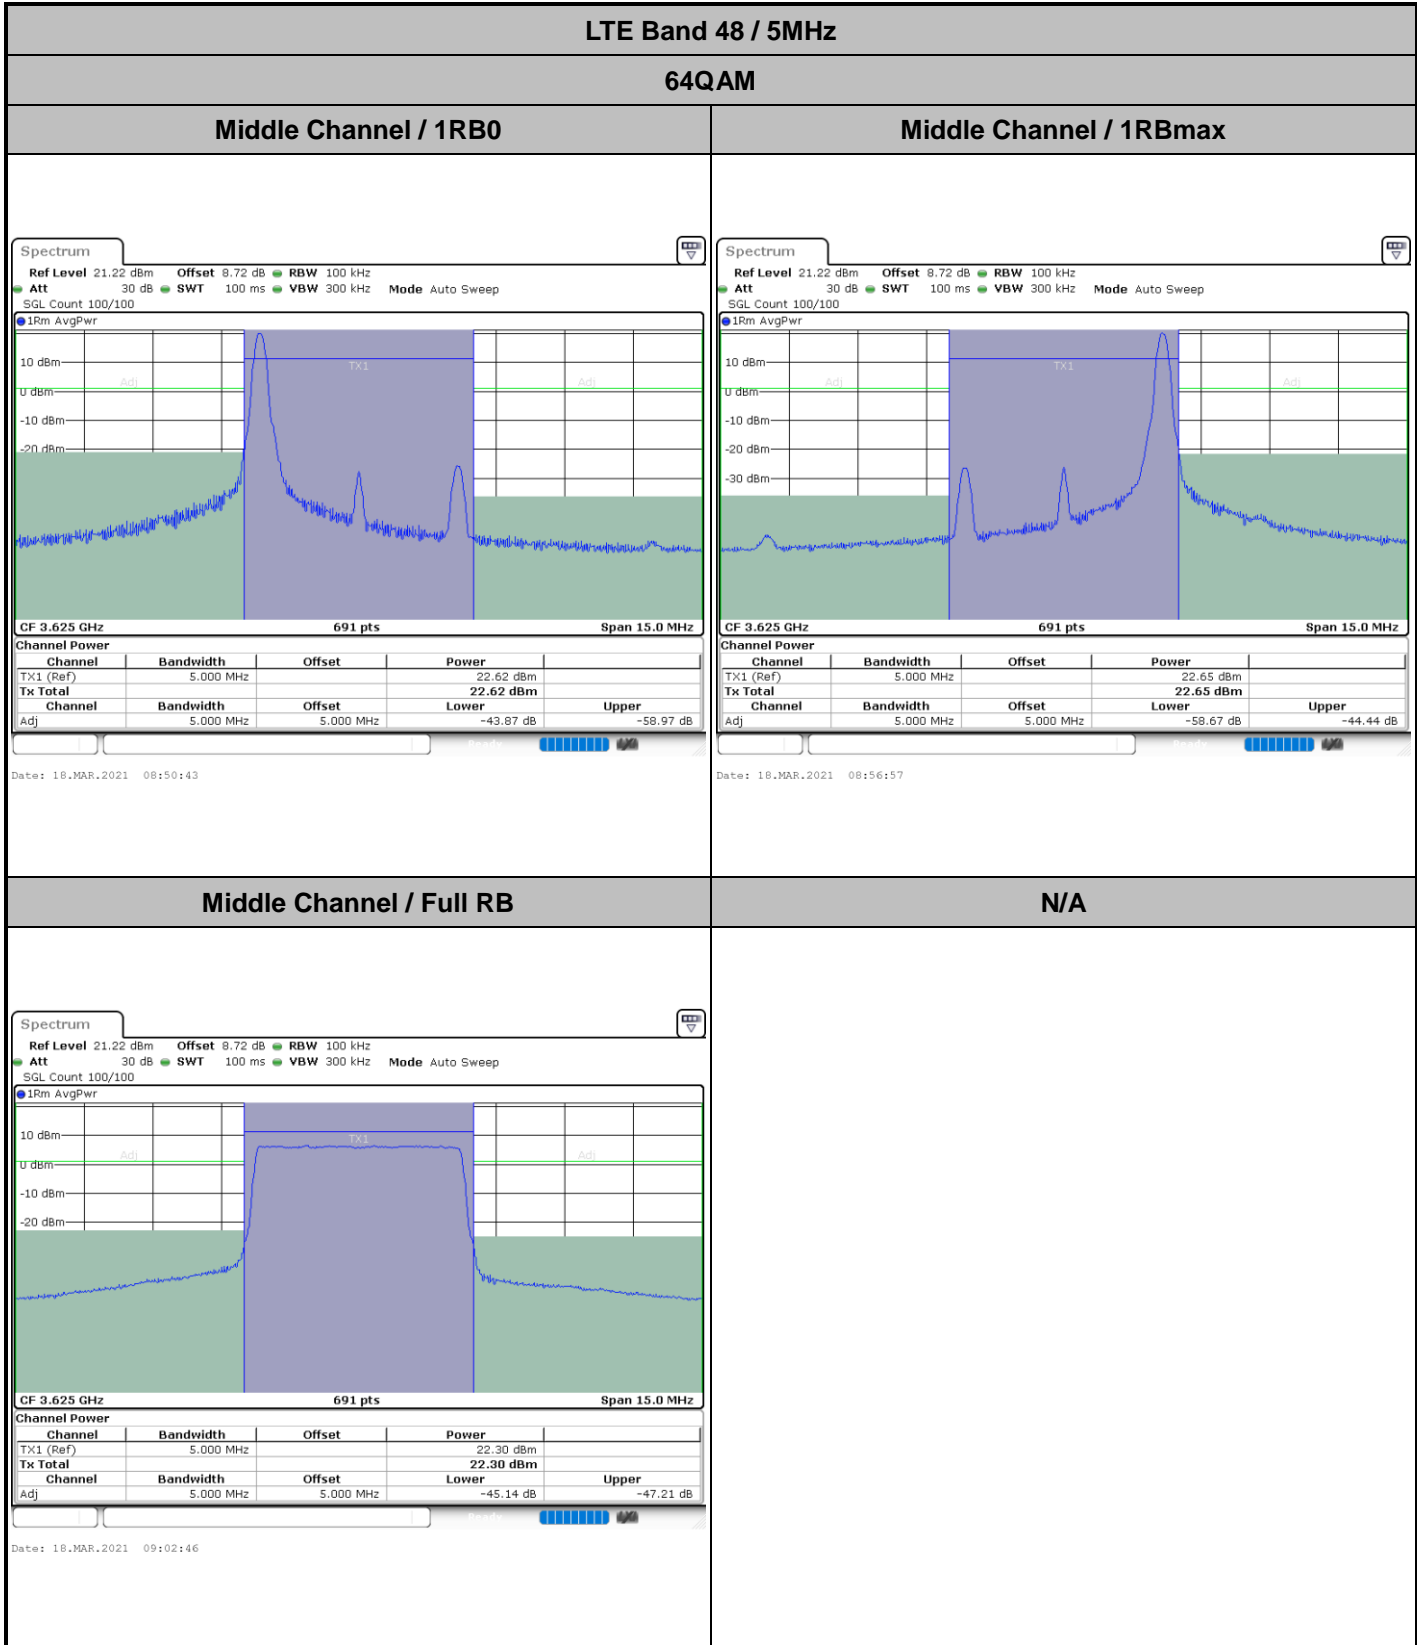 LTE Band 48 / 5MHz
64QAM
Middle Channel / 1RB0
Middle Channel / 1RBmax
Spectrum
Ref Level 21.22 dBm Offset 8.72 dB RBW 100 kHz
Att 30 dB SWT 100 ms VBW 300 kHz Mode Auto Sweep
SGL Count 100/100
1Rm AvgPwr
10 dBm
TX1
Adj
Adj
0 dBm
-10 dBm
-20 dBm
CF 3.625 GHz 691 pts Span 15.0 MHz
Channel Power
Channel Bandwidth Offset Power
TX1 (Ref) 5.000 MHz 22.62 dBm
Tx Total 22.62 dBm
Channel Bandwidth Offset Lower Upper
Adj 5.000 MHz 5.000 MHz -43.87 dB -58.97 dB
Ready
Date: 18.MAR.2021 08:50:43
Spectrum
Ref Level 21.22 dBm Offset 8.72 dB RBW 100 kHz
Att 30 dB SWT 100 ms VBW 300 kHz Mode Auto Sweep
SGL Count 100/100
1Rm AvgPwr
10 dBm
TX1
Adj
Adj
0 dBm
-10 dBm
-20 dBm
-30 dBm
CF 3.625 GHz 691 pts Span 15.0 MHz
Channel Power
Channel Bandwidth Offset Power
TX1 (Ref) 5.000 MHz 22.65 dBm
Tx Total 22.65 dBm
Channel Bandwidth Offset Lower Upper
Adj 5.000 MHz 5.000 MHz -58.67 dB -44.44 dB
Ready
Date: 18.MAR.2021 08:56:57
Middle Channel / Full RB
N/A
Spectrum
Ref Level 21.22 dBm Offset 8.72 dB RBW 100 kHz
Att 30 dB SWT 100 ms VBW 300 kHz Mode Auto Sweep
SGL Count 100/100
1Rm AvgPwr
10 dBm
TX1
Adj
Adj
0 dBm
-10 dBm
-20 dBm
CF 3.625 GHz 691 pts Span 15.0 MHz
Channel Power
Channel Bandwidth Offset Power
TX1 (Ref) 5.000 MHz 22.30 dBm
Tx Total 22.30 dBm
Channel Bandwidth Offset Lower Upper
Adj 5.000 MHz 5.000 MHz -45.14 dB -47.21 dB
Ready
Date: 18.MAR.2021 09:02:46